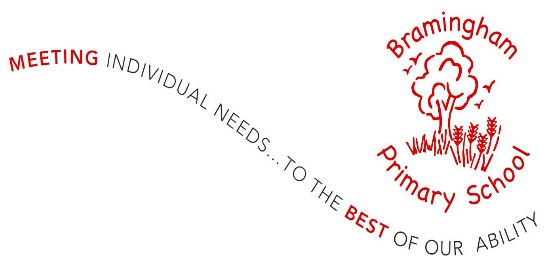 Bramingham
Primary School
MEETING INDIVIDUAL NEEDS...TO THE BEST OF OUR ABILITY